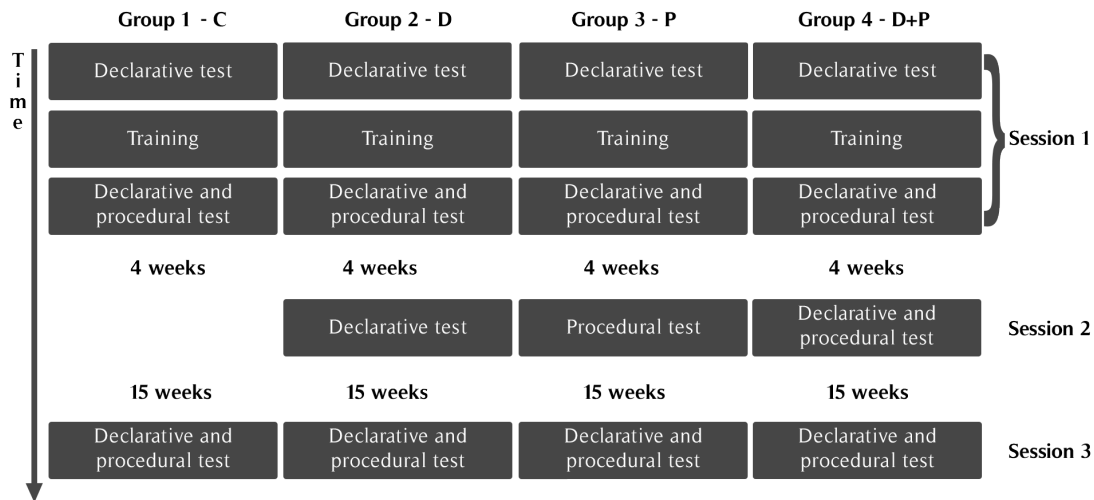 Group 1 - C
Group 2 - D
Group 3 - P
Group 4 - D+P
Time
Declarative test
Declarative test
Declarative test
Declarative test
Training
Training
Training
Training
Session 1
Declarative and
procedural test
Declarative and
procedural test
Declarative and
procedural test
Declarative and
procedural test
4 weeks
4 weeks
4 weeks
4 weeks
Declarative test
Procedural test
Declarative and
procedural test
Session 2
15 weeks
15 weeks
15 weeks
15 weeks
Declarative and
procedural test
Declarative and
procedural test
Declarative and
procedural test
Declarative and
procedural test
Session 3